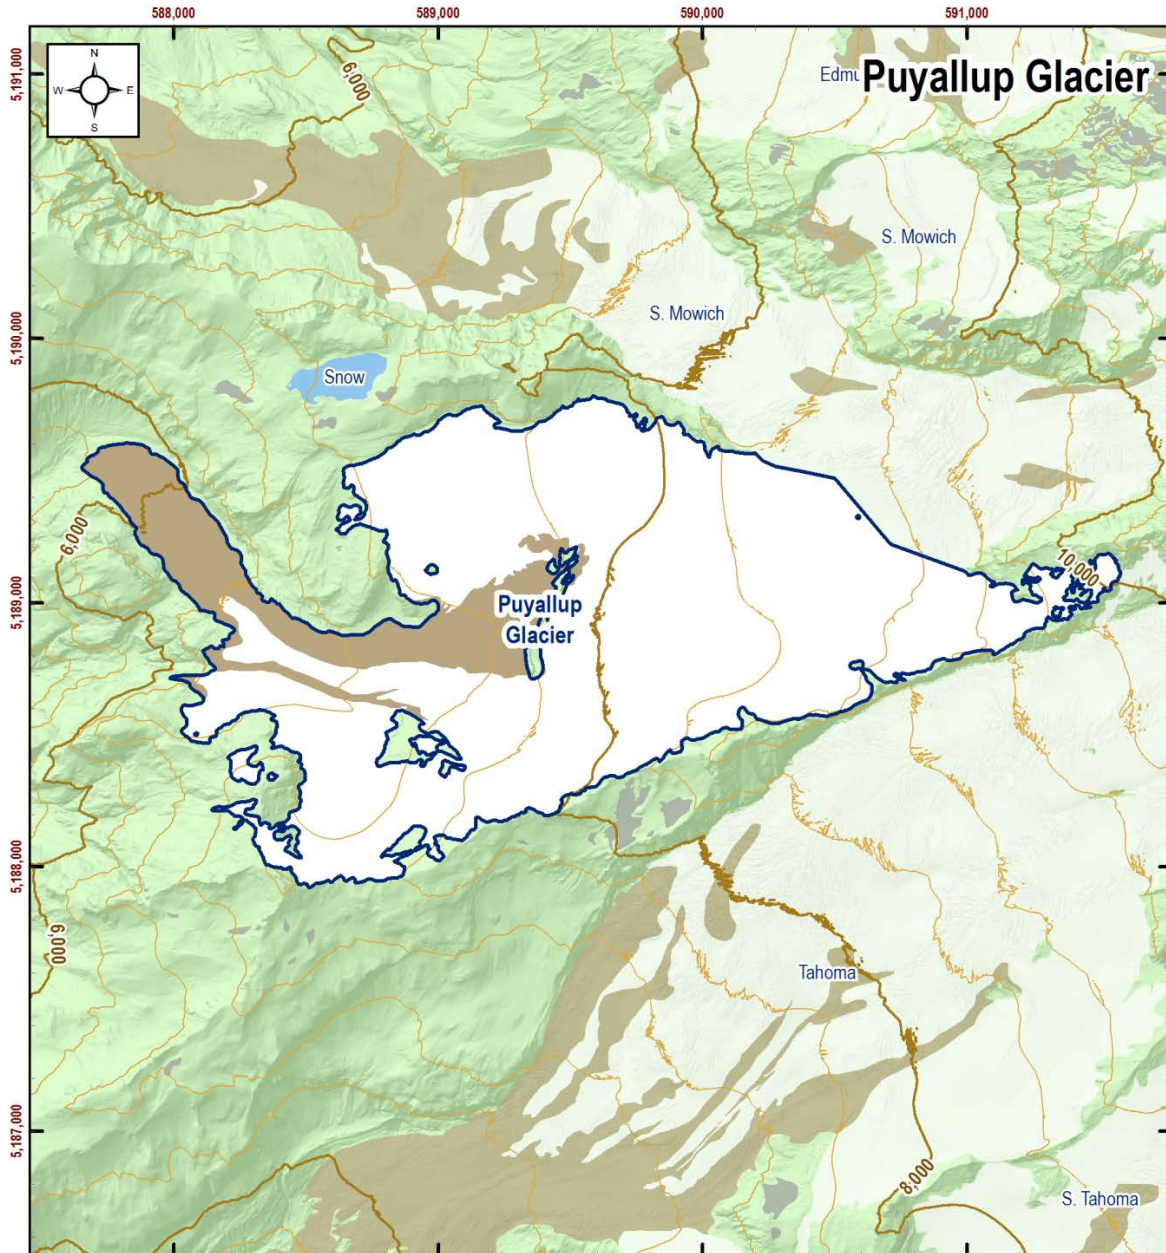 588,000
589,000
590,000
591,000
5,191,000
N
W
E
S
6,000
Puyallup Glacier
S. Mowich
S. Mowich
5,190,000
Snow
6,000
10,000
5,189,000
Puyallup
Glacier
5,188,000
6,000
Tahoma
5,187,000
8,000
S. Tahoma